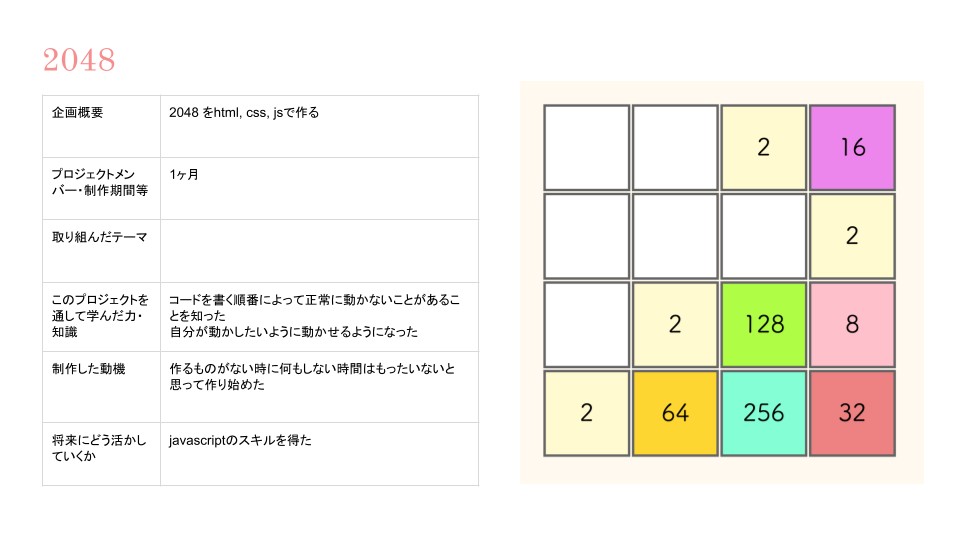 2048
企画概要
2048 をhtml, css, jsで作る
プロジェクトメン
バー・制作期間等
1ヶ月
取り組んだテーマ
このプロジェクトを
通して学んだ力・
知識
コードを書く順番によって正常に動かないことがあるこ
とを知った
自分が動かしたいように動かせるようになった
制作した動機
作るものがない時に何もしない時間はもったいないと
思って作り始めた
将来にどう活かし
ていくか
javascriptのスキルを得た
2 16
2
2 128 8
2 64 256 32